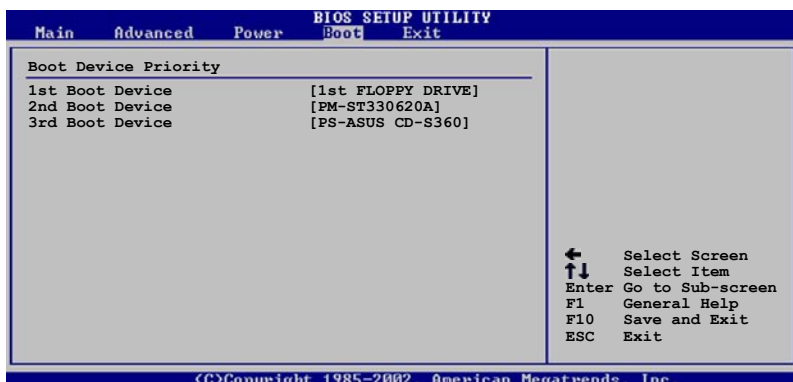 BIOS SETUP UTILITY
Main Advanced Power Boot Exit
Boot Device Priority
1st Boot Device [1st FLOPPY DRIVE]
2nd Boot Device [PM-ST330620A]
3rd Boot Device [PS-ASUS CD-S360]
← Select Screen
↑↓ Select Item
Enter Go to Sub-screen
F1 General Help
F10 Save and Exit
ESC Exit
(C)Copyright 1985-2002 American Megatrends Inc